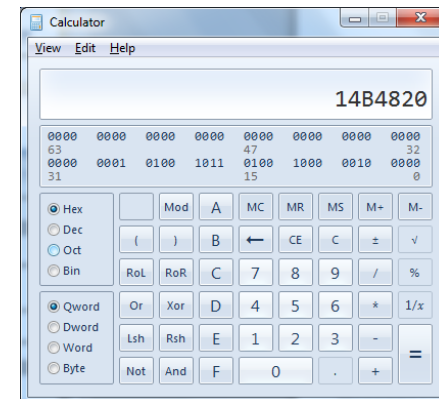 Calculator
View Edit Help
14B4820
0000 0000 0000 0000 0000 0000 0000 0000
63 47 32
0000 0001 0100 1011 0100 1000 0010 0000
31 15 0
Hex Mod A MC MR MS M+ M-
Dec
Oct ( ) B ← CE C ± √
Bin RoL RoR C 7 8 9 / %
Qword Or Xor D 4 5 6 * 1/x
Dword
Word Lsh Rsh E 1 2 3 - =
Byte Not And F 0 . +